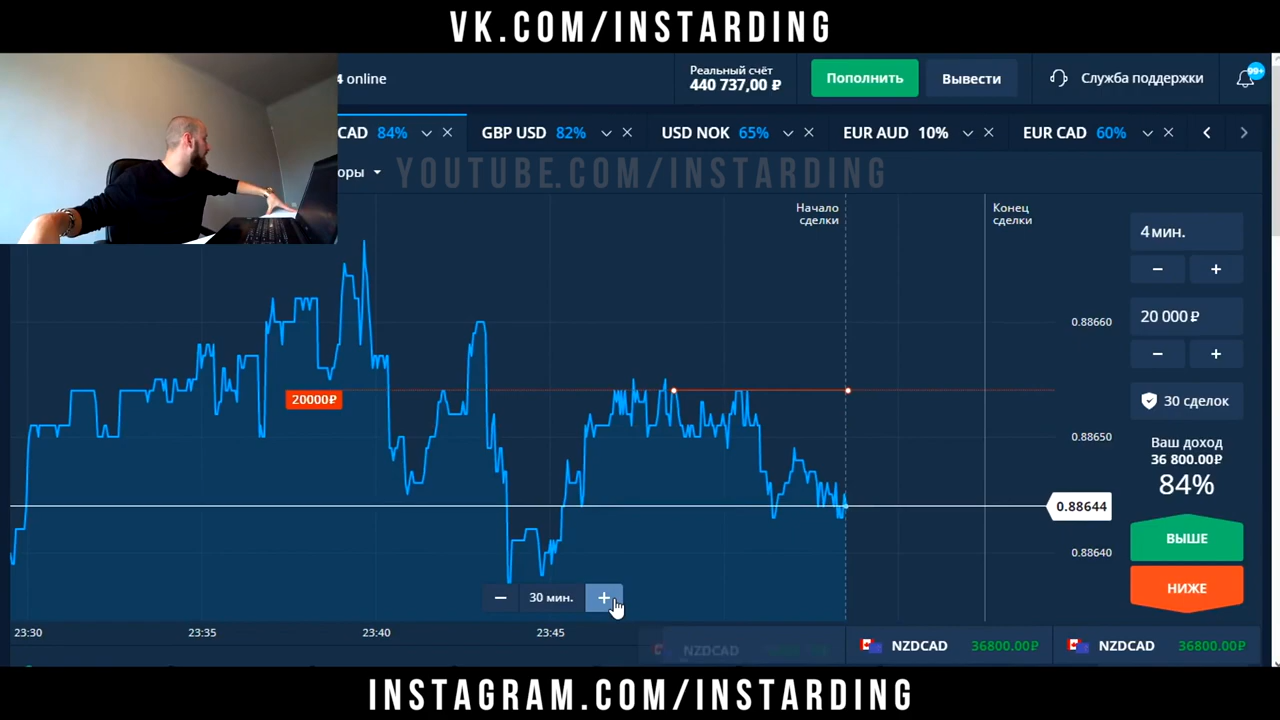 VK.COM/INSTARDING
4 online
Реальный счёт
440 737,00 ₽
Пополнить
Вывести
Служба поддержки
99+
CAD 84%
GBP USD 82%
USD NOK 65%
EUR AUD 10%
EUR CAD 60%
оры
YOUTUBE.COM/INSTARDING
Начало
сделки
Конец
сделки
4 мин.
20 000 ₽
30 сделок
Ваш доход
36 800.00₽
84%
ВЫШЕ
НИЖЕ
0.88660
0.88650
0.88644
0.88640
20000₽
30 мин.
23:30
23:35
23:40
23:45
NZDCAD
NZDCAD 36800.00₽
NZDCAD 36800.00₽
INSTAGRAM.COM/INSTARDING